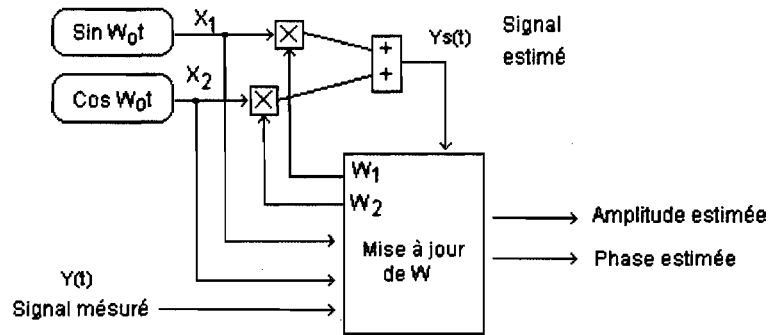 Sin W₀t
X₁
Cos W₀t
X₂
+
+
Ys(t)
Signal
estimé
W₁
W₂
Mise à jour
de W
Amplitude estimée
Phase estimée
Y(t)
Signal mésuré